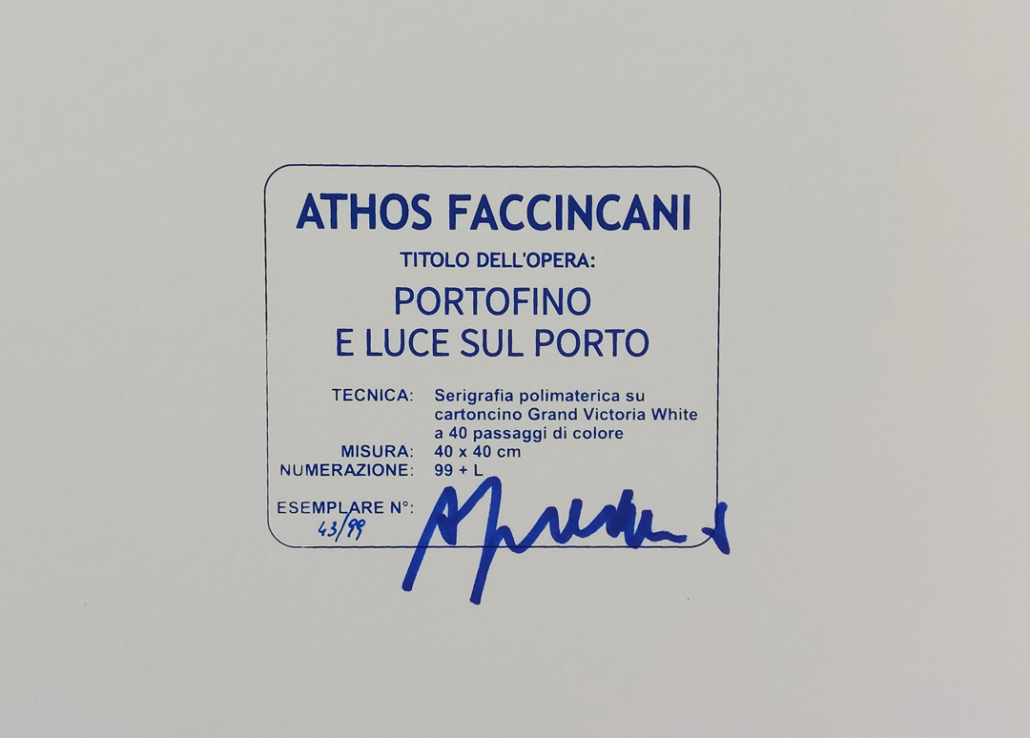 ATHOS FACCINCANI
TITOLO DELL'OPERA:
PORTOFINO
E LUCE SUL PORTO
TECNICA: Serigrafia polimaterica su
cartoncino Grand Victoria White
a 40 passaggi di colore
MISURA: 40 x 40 cm
NUMERAZIONE: 99 + L
ESEMPLARE N°:
43/99